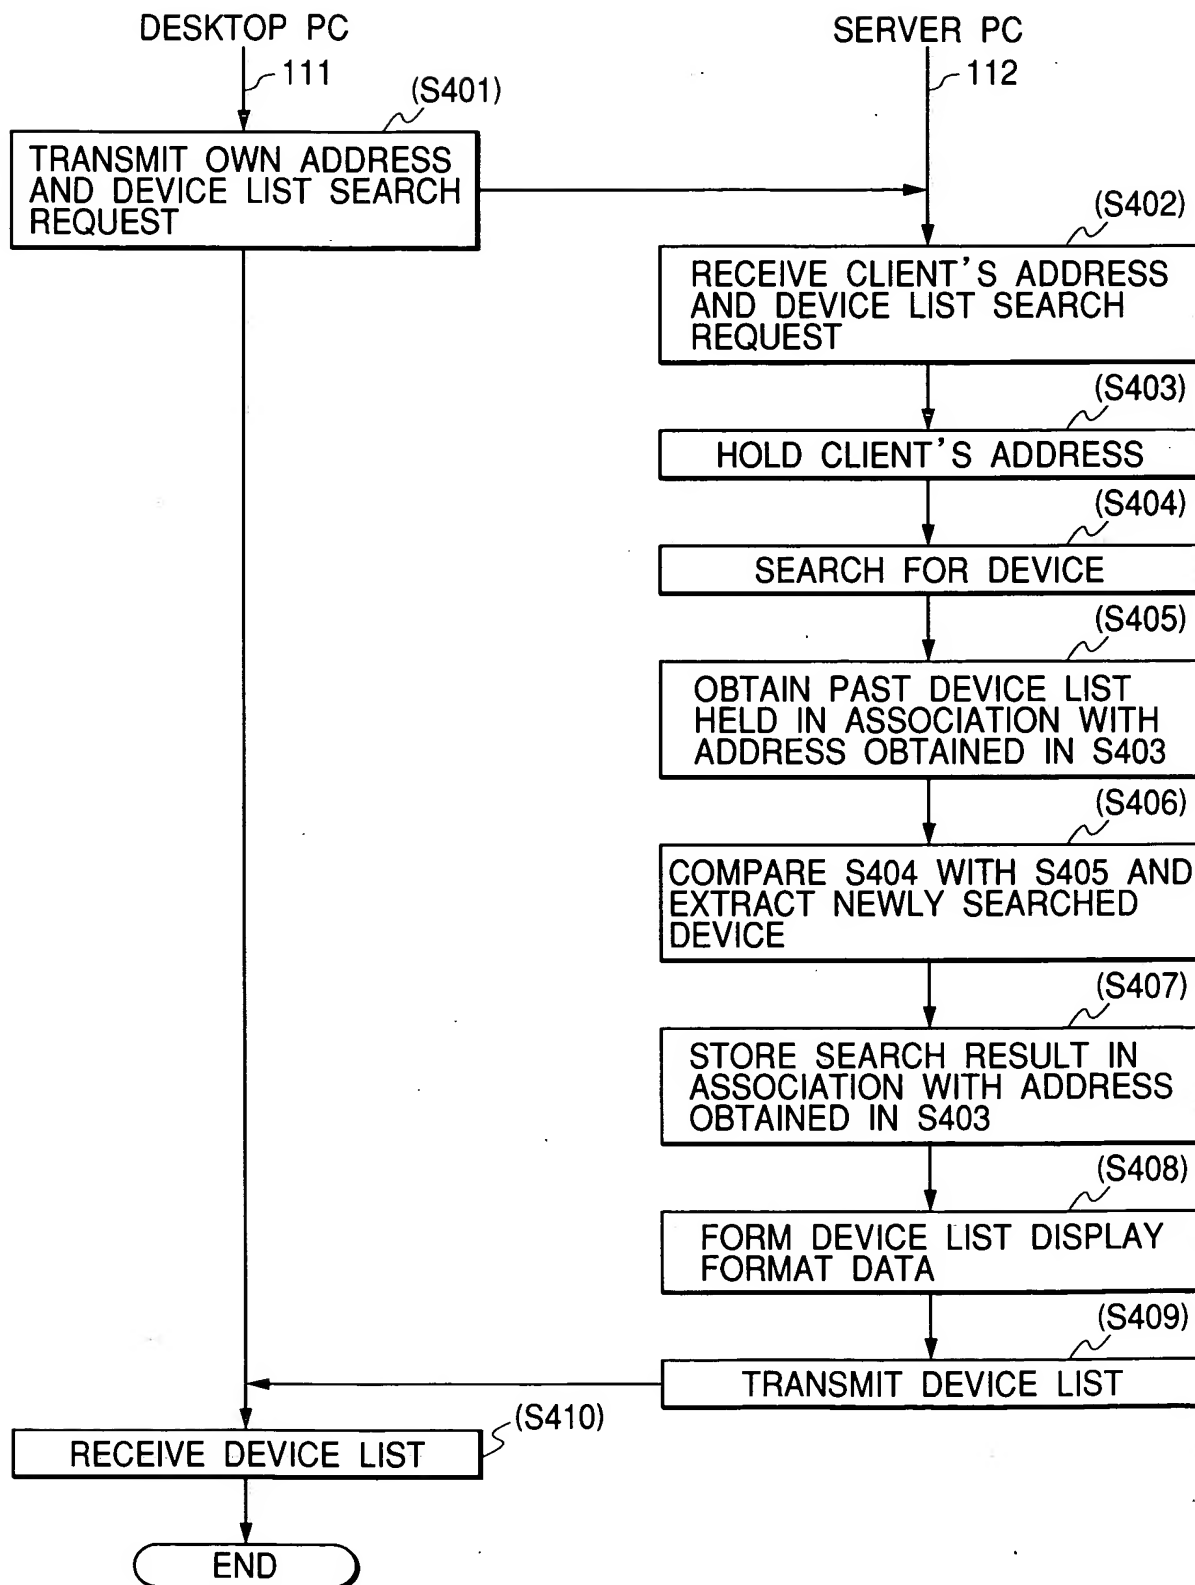 DESKTOP PC
SERVER PC
111
112
(S401)
TRANSMIT OWN ADDRESS
AND DEVICE LIST SEARCH
REQUEST
(S402)
RECEIVE CLIENT'S ADDRESS
AND DEVICE LIST SEARCH
REQUEST
(S403)
HOLD CLIENT'S ADDRESS
(S404)
SEARCH FOR DEVICE
(S405)
OBTAIN PAST DEVICE LIST
HELD IN ASSOCIATION WITH
ADDRESS OBTAINED IN S403
(S406)
COMPARE S404 WITH S405 AND
EXTRACT NEWLY SEARCHED
DEVICE
(S407)
STORE SEARCH RESULT IN
ASSOCIATION WITH ADDRESS
OBTAINED IN S403
(S408)
FORM DEVICE LIST DISPLAY
FORMAT DATA
(S409)
TRANSMIT DEVICE LIST
(S410)
RECEIVE DEVICE LIST
END